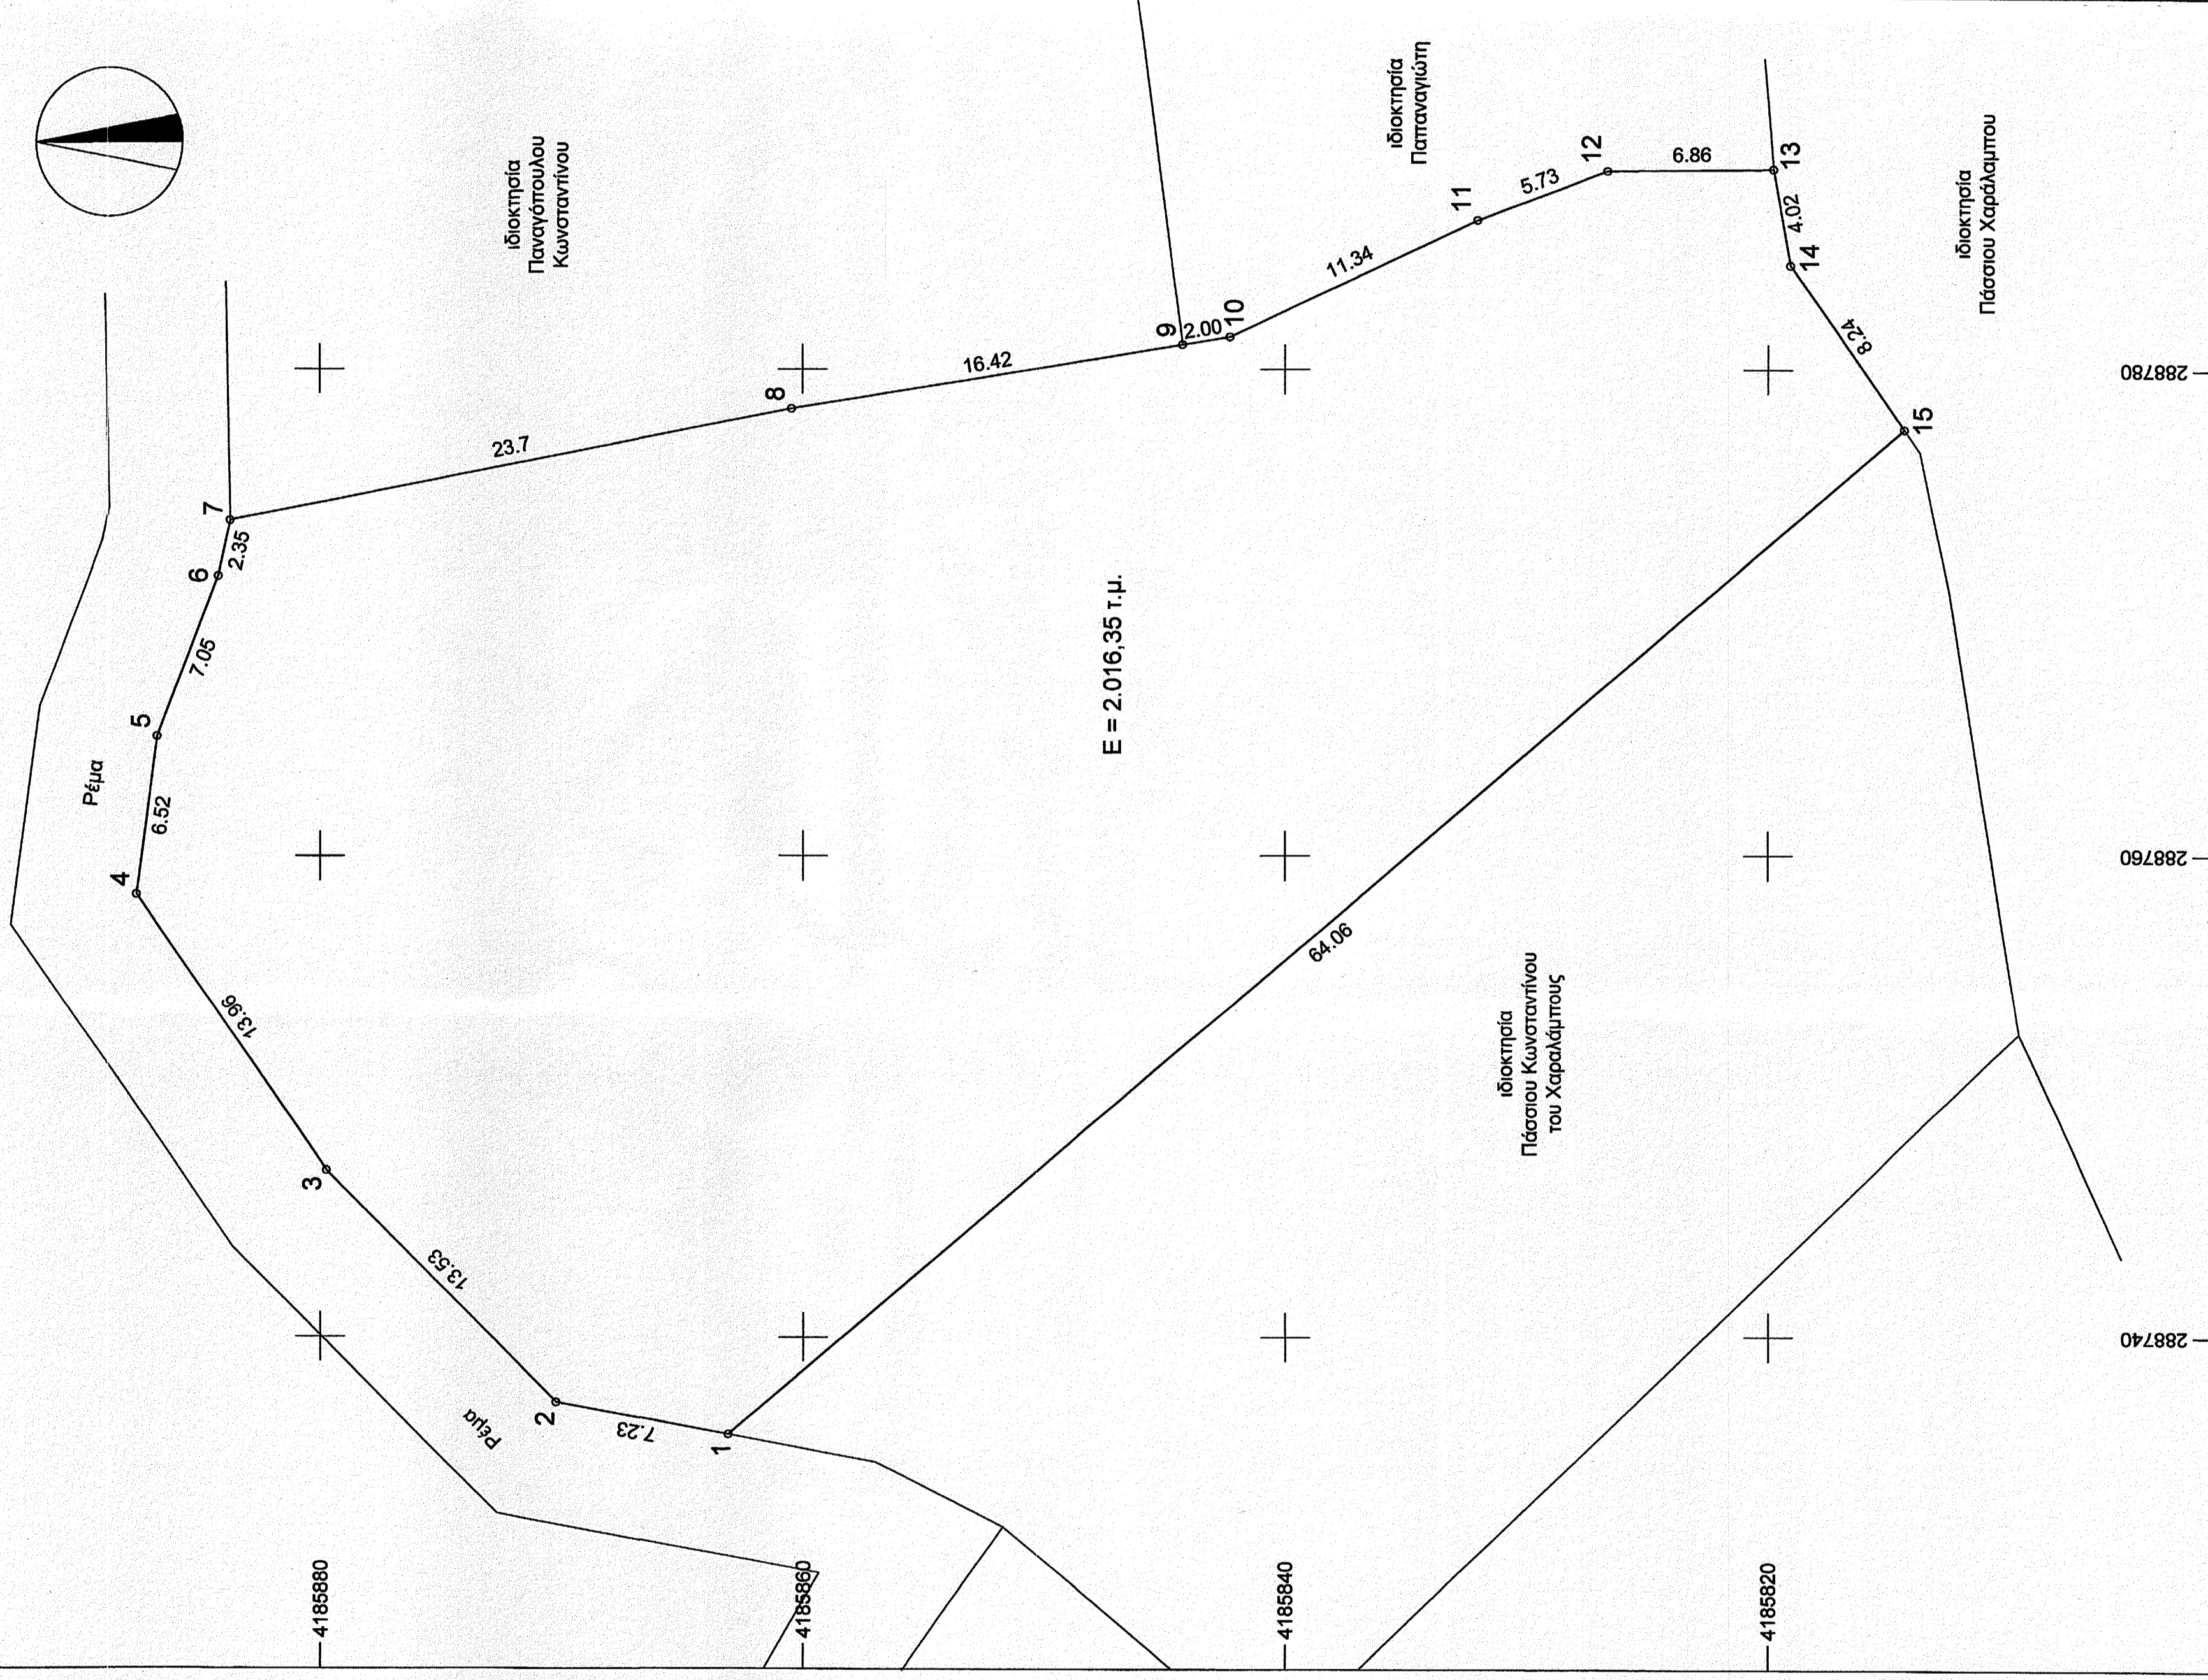 Ρέμα
Ρέμα
ιδιοκτησία
Παναγόπουλου
Κωνσταντίνου
ιδιοκτησία
Παπαναγιώτη
ιδιοκτησία
Πάσσιου Χαράλαμπου
ιδιοκτησία
Πάσσιου Κωνσταντίνου
του Χαραλάμπους
Ε = 2.016,35 τ.μ.
1
7.23
2
13.53
3
13.96
4
6.52
5
7.05
6
2.35
7
23.7
8
16.42
9
2.00
10
11.34
11
5.73
12
6.86
13
4.02
14
8.24
15
64.06
4185880
4185860
4185840
4185820
288780
288760
288740